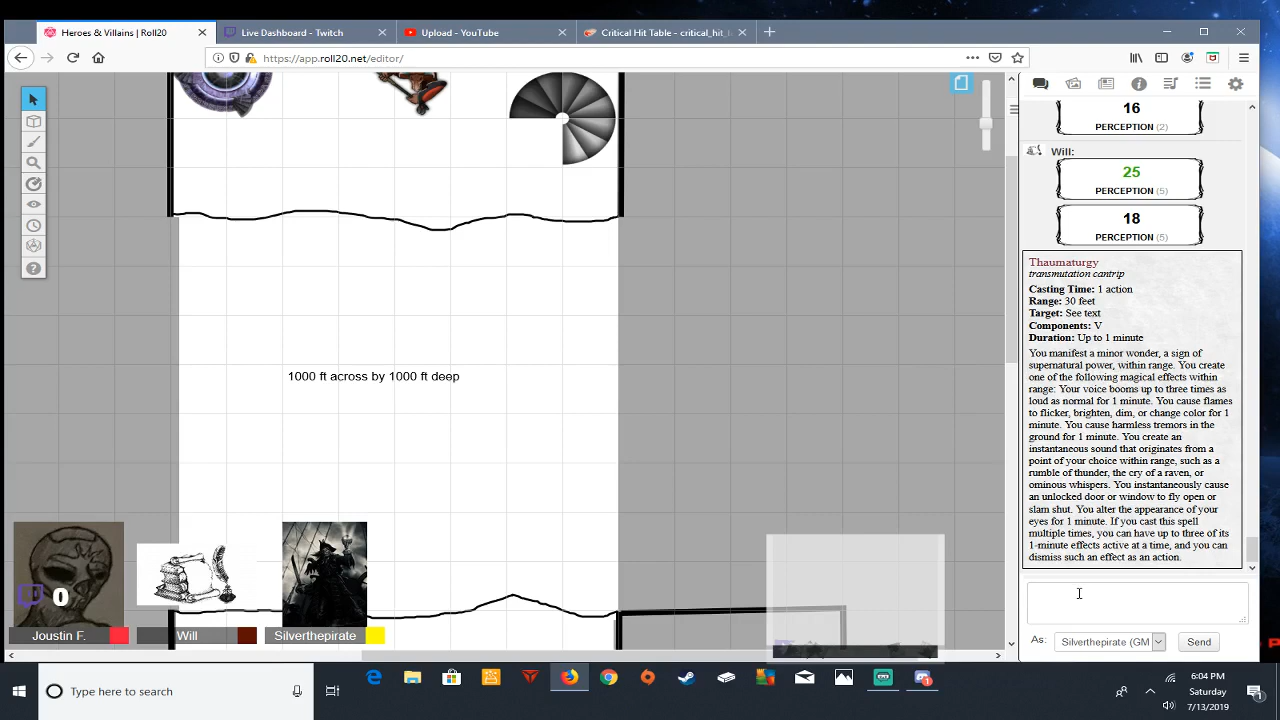 Heroes & Villains | Roll20
Live Dashboard - Twitch
Upload - YouTube
Critical Hit Table - critical_hit_
https://app.roll20.net/editor/
16
PERCEPTION (2)
Will:
25
PERCEPTION (5)
18
PERCEPTION (5)
Thaumaturgy
transmutation cantrip
Casting Time: 1 action
Range: 30 feet
Target: See text
Components: V
Duration: Up to 1 minute
You manifest a minor wonder, a sign of
supernatural power, within range. You create
one of the following magical effects within
range: Your voice booms up to three times as
loud as normal for 1 minute. You cause flames
to flicker, brighten, dim, or change color for 1
minute. You cause harmless tremors in the
ground for 1 minute. You create an
instantaneous sound that originates from a
point of your choice within range, such as a
rumble of thunder, the cry of a raven, or
ominous whispers. You instantaneously cause
an unlocked door or window to fly open or
slam shut. You alter the appearance of your
eyes for 1 minute. If you cast this spell
multiple times, you can have up to three of its
1-minute effects active at a time, and you can
dismiss such an effect as an action.
1000 ft across by 1000 ft deep
0
Joustin F.
Will
Silverthepirate
As:
Silverthepirate (GM
Send
Type here to search
6:04 PM
Saturday
7/13/2019
1
1